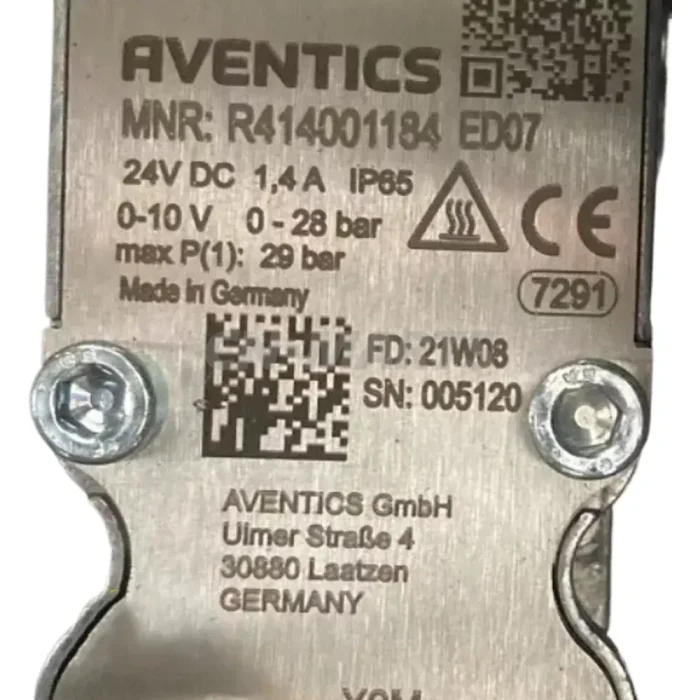 AVENTICS
MNR: R414001184 ED07
24V DC 1,4 A IP65
0-10 V 0 - 28 bar
max P(1): 29 bar
Made in Germany
CE
7291
FD: 21W08
SN: 005120
AVENTICS GmbH
Ulmer Straße 4
30880 Laatzen
GERMANY